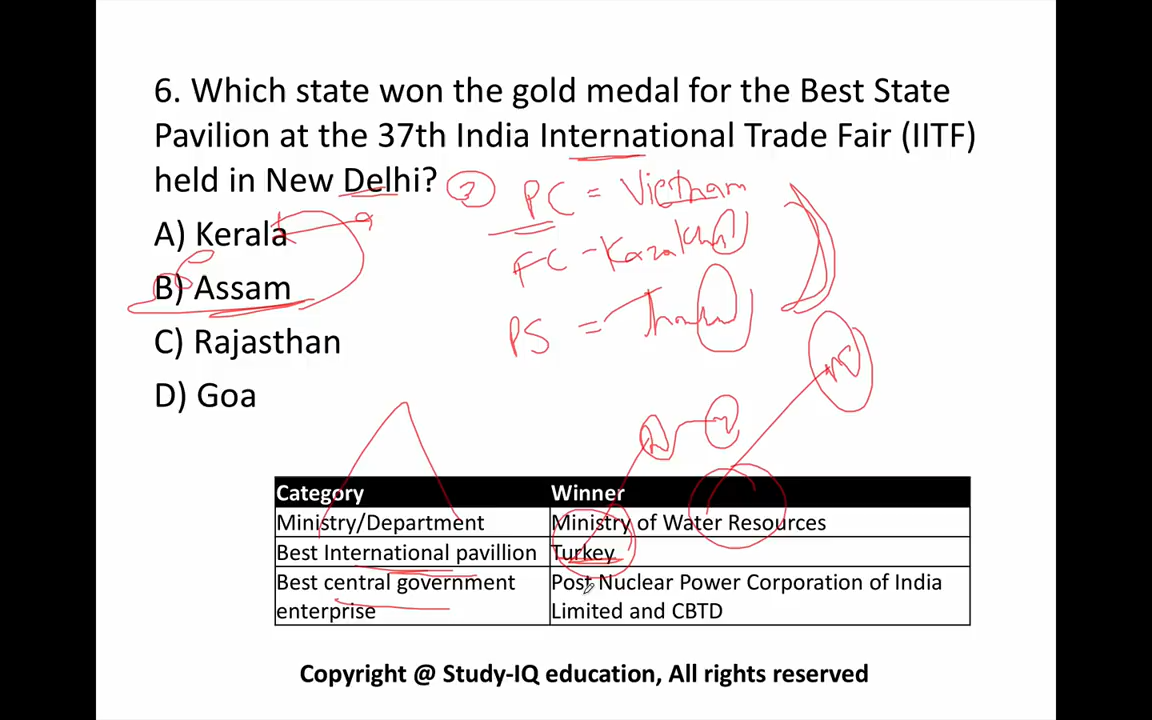 6. Which state won the gold medal for the Best State
Pavilion at the 37th India International Trade Fair (IITF)
held in New Delhi?
PC = Vietnam
A) Kerala
FC - Kazakh
B) Assam
PS =
C) Rajasthan
D) Goa
Category Winner
Ministry/Department Ministry of Water Resources
Best International pavillion Turkey
Best central government enterprise Post Nuclear Power Corporation of India
Limited and CBTD
Copyright @ Study-IQ education, All rights reserved